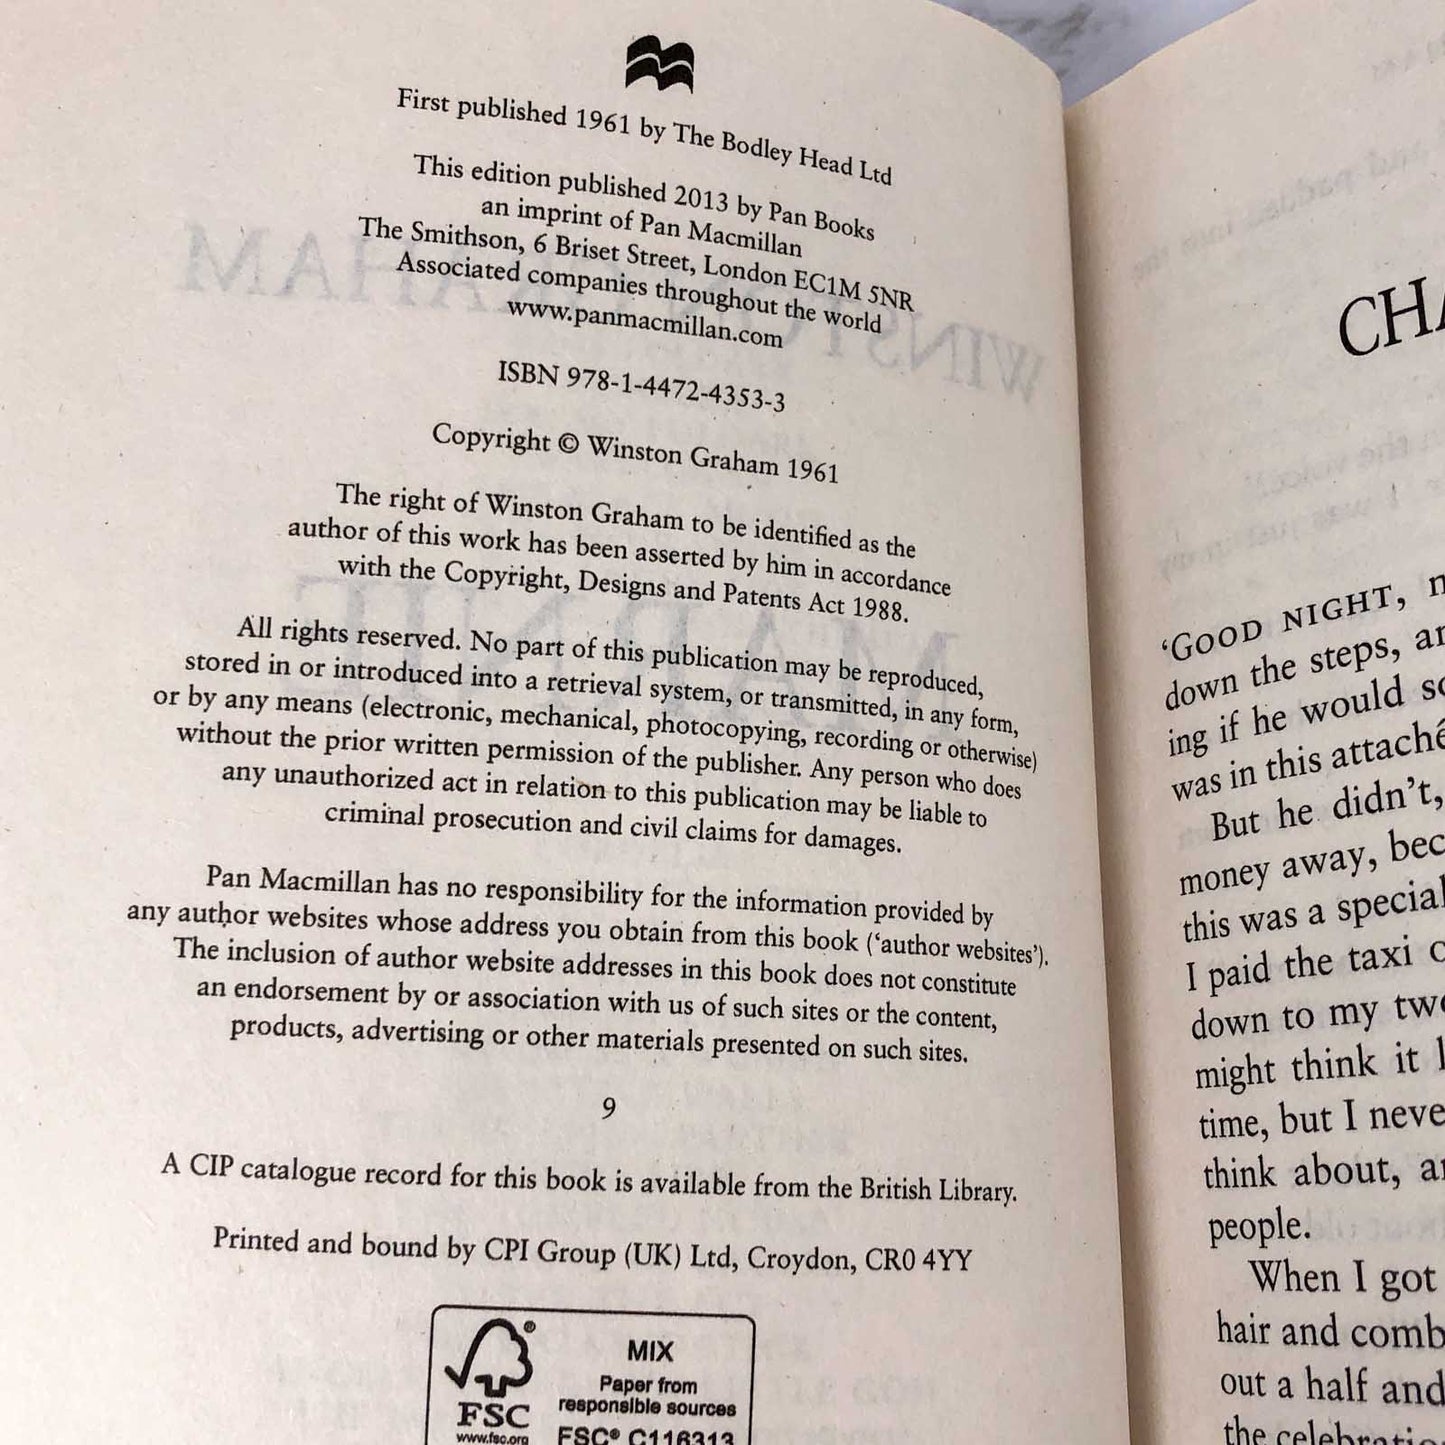 First published 1961 by The Bodley Head Ltd
This edition published 2013 by Pan Books
an imprint of Pan Macmillan
The Smithson, 6 Briset Street, London EC1M 5NR
Associated companies throughout the world
www.panmacmillan.com
ISBN 978-1-4472-4353-3
Copyright © Winston Graham 1961
The right of Winston Graham to be identified as the
author of this work has been asserted by him in accordance
with the Copyright, Designs and Patents Act 1988.
All rights reserved. No part of this publication may be reproduced,
stored in or introduced into a retrieval system, or transmitted, in any form,
or by any means (electronic, mechanical, photocopying, recording or otherwise)
without the prior written permission of the publisher. Any person who does
any unauthorized act in relation to this publication may be liable to
criminal prosecution and civil claims for damages.
Pan Macmillan has no responsibility for the information provided by
any author websites whose address you obtain from this book (‘author websites’).
The inclusion of author website addresses in this book does not constitute
an endorsement by or association with us of such sites or the content,
products, advertising or other materials presented on such sites.
9
A CIP catalogue record for this book is available from the British Library.
Printed and bound by CPI Group (UK) Ltd, Croydon, CR0 4YY
MIX
Paper from
responsible sources
FSC® C116313
FSC
www.fsc.org
CHA
‘GOOD NIGHT,
down the steps,
ing if he would
was in this attaché
But he didn’t,
money away,
this was a special
I paid the taxi
down to my
might think it
time, but I neve
think about,
people.
When I got
hair and comb
out a half and
the